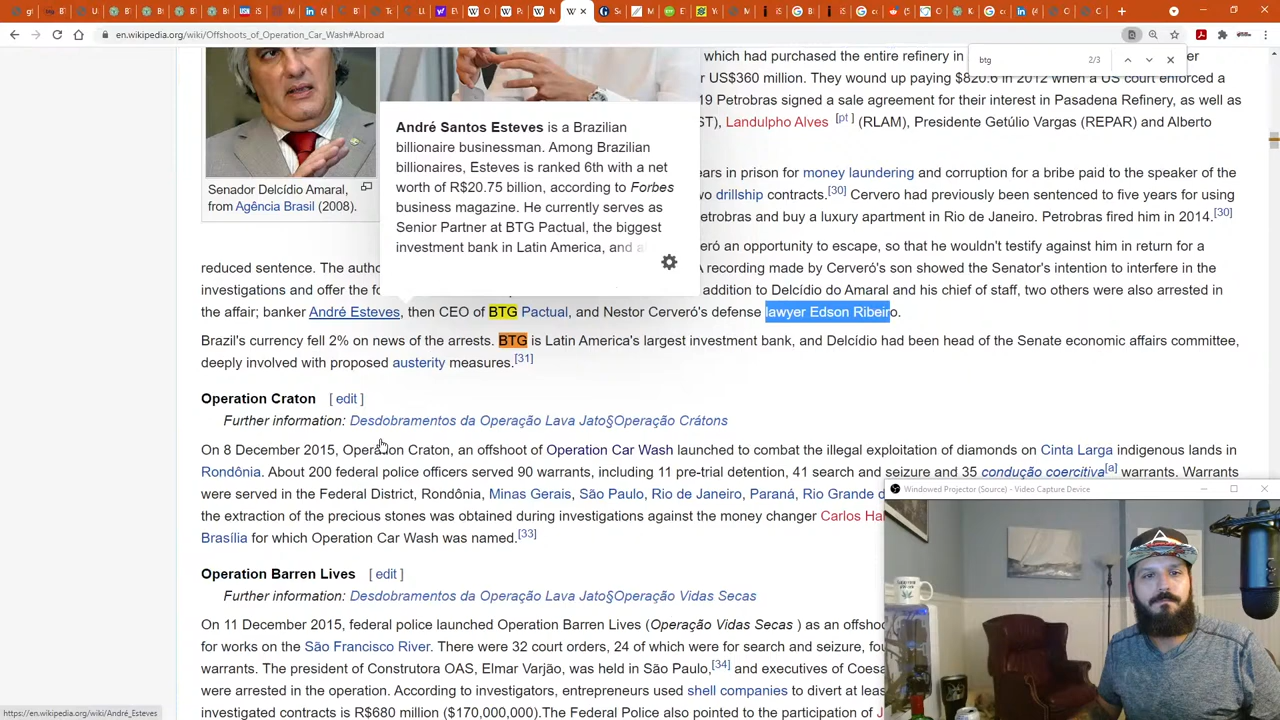 en.wikipedia.org/wiki/Offshoots_of_Operation_Car_Wash#Abroad
btg
2/3
which had purchased the entire refinery in
r US$360 million. They wound up paying $820.6 in 2012 when a US court enforced a
19 Petrobras signed a sale agreement for their interest in Pasadena Refinery, as well as
ST), Landulpho Alves [pt] (RLAM), Presidente Getúlio Vargas (REPAR) and Alberto
Senador Delcídio Amaral,
from Agência Brasil (2008).
André Santos Esteves is a Brazilian
billionaire businessman. Among Brazilian
billionaires, Esteves is ranked 6th with a net
worth of R$20.75 billion, according to Forbes
business magazine. He currently serves as
Senior Partner at BTG Pactual, the biggest
investment bank in Latin America, and a
ears in prison for money laundering and corruption for a bribe paid to the speaker of the
wo drillship contracts.[30] Cervero had previously been sentenced to five years for using
etrobras and buy a luxury apartment in Rio de Janeiro. Petrobras fired him in 2014.[30]
eró an opportunity to escape, so that he wouldn't testify against him in return for a
reduced sentence. The autho
A recording made by Cerveró's son showed the Senator's intention to interfere in the
investigations and offer the fo
addition to Delcídio do Amaral and his chief of staff, two others were also arrested in
the affair; banker André Esteves, then CEO of BTG Pactual, and Nestor Cerveró's defense lawyer Edson Ribeiro.
Brazil's currency fell 2% on news of the arrests. BTG is Latin America's largest investment bank, and Delcídio had been head of the Senate economic affairs committee,
deeply involved with proposed austerity measures.[31]
Operation Craton [ edit ]
Further information: Desdobramentos da Operação Lava Jato§Operação Crátons
On 8 December 2015, Operation Craton, an offshoot of Operation Car Wash launched to combat the illegal exploitation of diamonds on Cinta Larga indigenous lands in
Rondônia. About 200 federal police officers served 90 warrants, including 11 pre-trial detention, 41 search and seizure and 35 condução coercitiva[a] warrants. Warrants
were served in the Federal District, Rondônia, Minas Gerais, São Paulo, Rio de Janeiro, Paraná, Rio Grande d
the extraction of the precious stones was obtained during investigations against the money changer Carlos Ha
Brasília for which Operation Car Wash was named.[33]
Operation Barren Lives [ edit ]
Further information: Desdobramentos da Operação Lava Jato§Operação Vidas Secas
On 11 December 2015, federal police launched Operation Barren Lives (Operação Vidas Secas ) as an offsho
for works on the São Francisco River. There were 32 court orders, 24 of which were for search and seizure, fou
warrants. The president of Construtora OAS, Elmar Varjão, was held in São Paulo,[34] and executives of Coesa
were arrested in the operation. According to investigators, entrepreneurs used shell companies to divert at leas
investigated contracts is R$680 million ($170,000,000).The Federal Police also pointed to the participation of J
Windowed Projector (Source) - Video Capture Device
https://en.wikipedia.org/wiki/André_Esteves